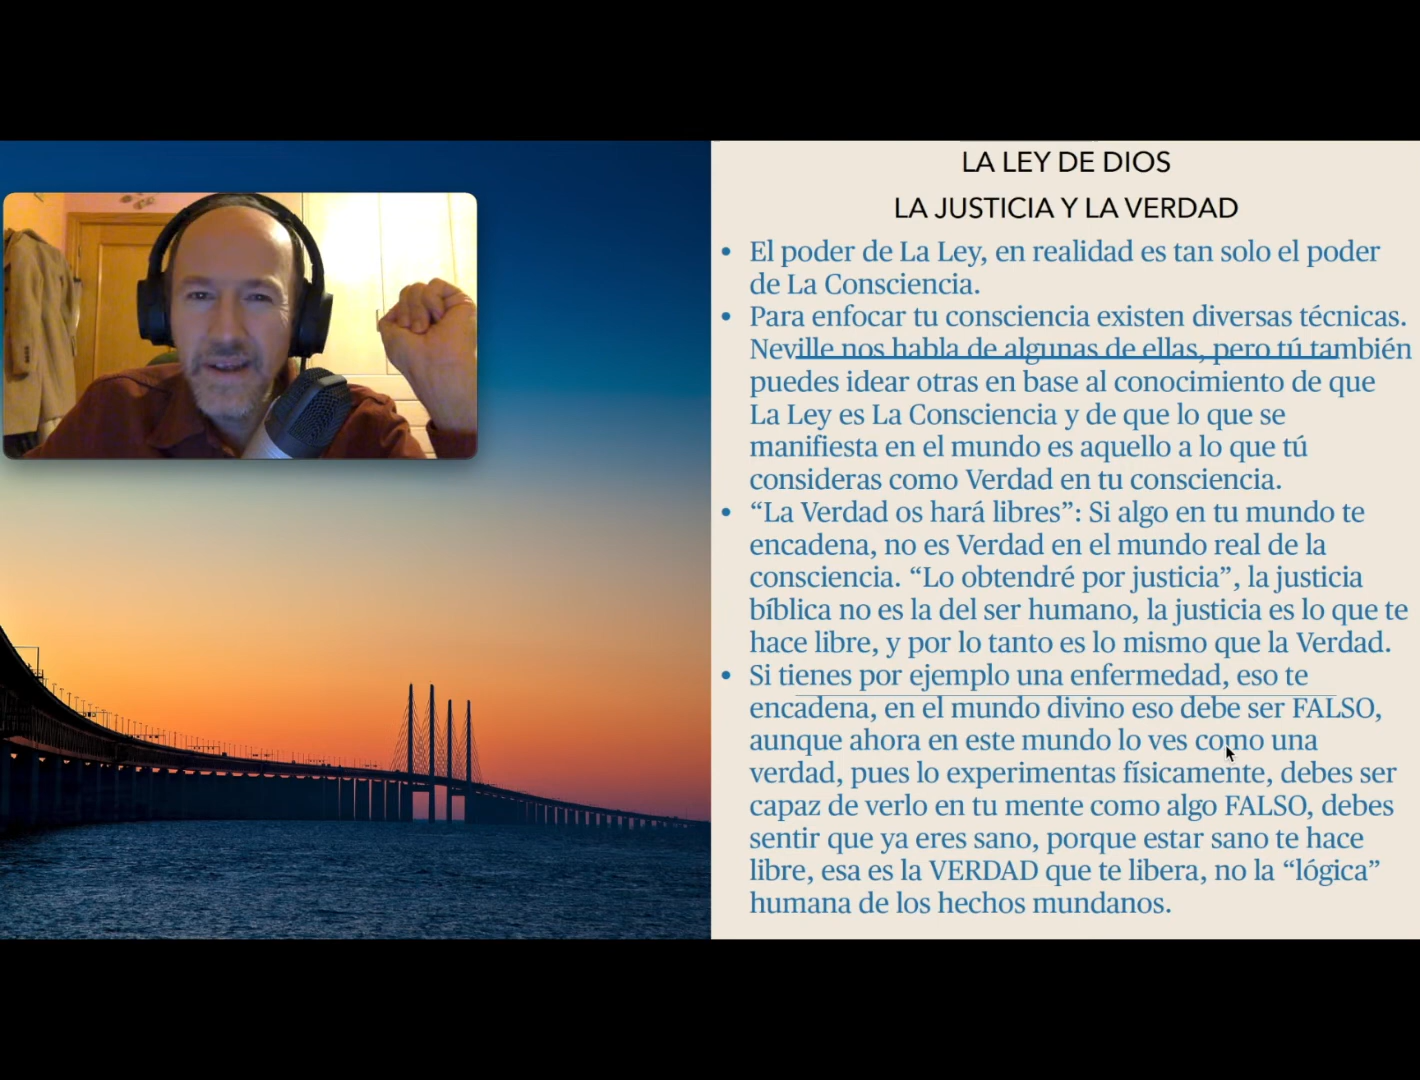 LA LEY DE DIOS
LA JUSTICIA Y LA VERDAD
• El poder de La Ley, en realidad es tan solo el poder
de La Consciencia.
• Para enfocar tu consciencia existen diversas técnicas.
Neville nos habla de algunas de ellas, pero tú también
puedes idear otras en base al conocimiento de que
La Ley es La Consciencia y de que lo que se
manifiesta en el mundo es aquello a lo que tú
consideras como Verdad en tu consciencia.
• “La Verdad os hará libres”: Si algo en tu mundo te
encadena, no es Verdad en el mundo real de la
consciencia. “Lo obtendré por justicia”, la justicia
bíblica no es la del ser humano, la justicia es lo que te
hace libre, y por lo tanto es lo mismo que la Verdad.
• Si tienes por ejemplo una enfermedad, eso te
encadena, en el mundo divino eso debe ser FALSO,
aunque ahora en este mundo lo ves como una
verdad, pues lo experimentas físicamente, debes ser
capaz de verlo en tu mente como algo FALSO, debes
sentir que ya eres sano, porque estar sano te hace
libre, esa es la VERDAD que te libera, no la “lógica”
humana de los hechos mundanos.